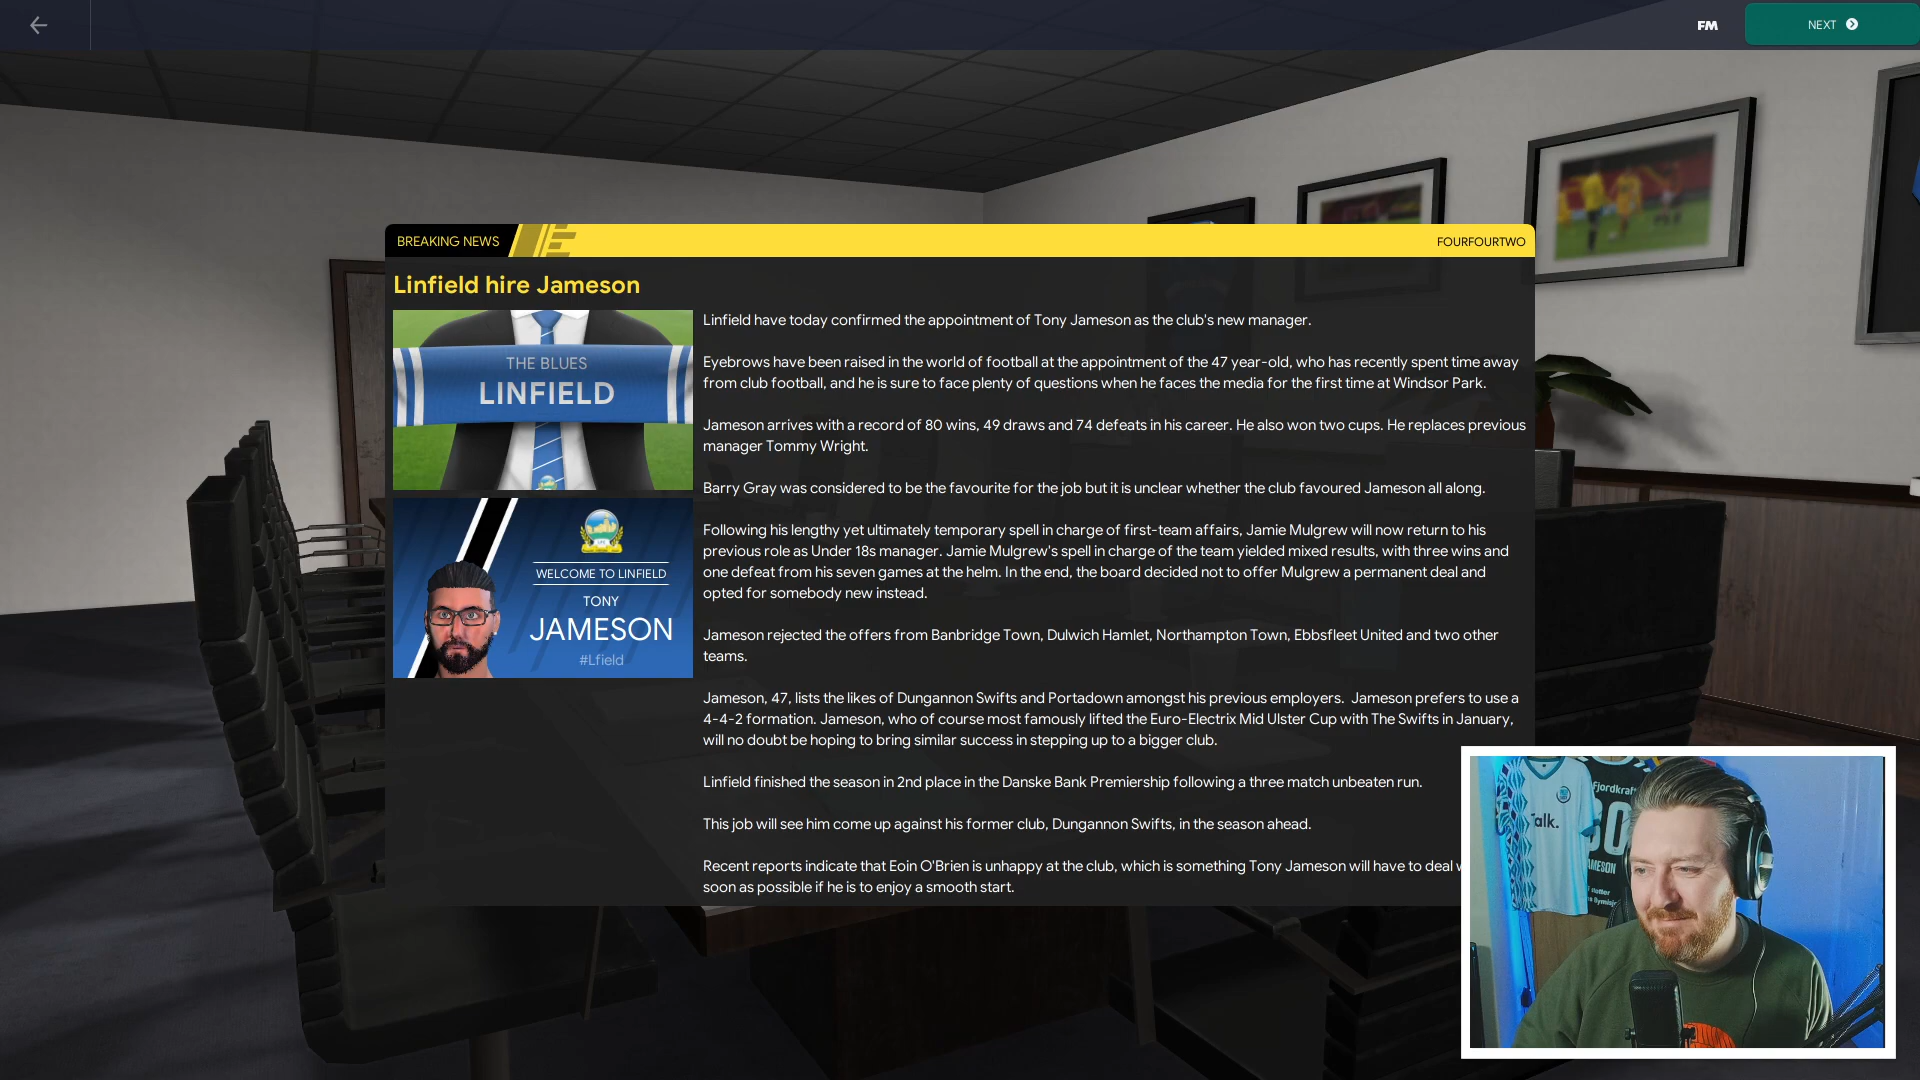 FM
NEXT
BREAKING NEWS
FOURFOURTWO
Linfield hire Jameson
THE BLUES
LINFIELD
WELCOME TO LINFIELD
TONY
JAMESON
#Lfield
Linfield have today confirmed the appointment of Tony Jameson as the club's new manager.
Eyebrows have been raised in the world of football at the appointment of the 47 year-old, who has recently spent time away
from club football, and he is sure to face plenty of questions when he faces the media for the first time at Windsor Park.
Jameson arrives with a record of 80 wins, 49 draws and 74 defeats in his career. He also won two cups. He replaces previous
manager Tommy Wright.
Barry Gray was considered to be the favourite for the job but it is unclear whether the club favoured Jameson all along.
Following his lengthy yet ultimately temporary spell in charge of first-team affairs, Jamie Mulgrew will now return to his
previous role as Under 18s manager. Jamie Mulgrew's spell in charge of the team yielded mixed results, with three wins and
one defeat from his seven games at the helm. In the end, the board decided not to offer Mulgrew a permanent deal and
opted for somebody new instead.
Jameson rejected the offers from Banbridge Town, Dulwich Hamlet, Northampton Town, Ebbsfleet United and two other
teams.
Jameson, 47, lists the likes of Dungannon Swifts and Portadown amongst his previous employers. Jameson prefers to use a
4-4-2 formation. Jameson, who of course most famously lifted the Euro-Electrix Mid Ulster Cup with The Swifts in January,
will no doubt be hoping to bring similar success in stepping up to a bigger club.
Linfield finished the season in 2nd place in the Danske Bank Premiership following a three match unbeaten run.
This job will see him come up against his former club, Dungannon Swifts, in the season ahead.
Recent reports indicate that Eoin O'Brien is unhappy at the club, which is something Tony Jameson will have to deal
soon as possible if he is to enjoy a smooth start.
Fjordkraft
Talk.
JAMESON